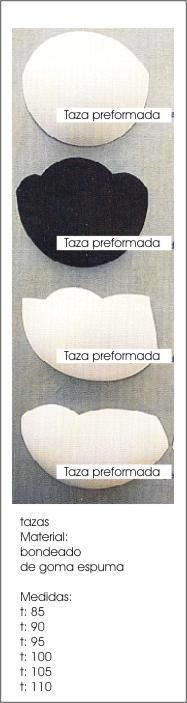 Taza preformada
Taza preformada
Taza preformada
Taza preformada
tazas
Material:
bondeado
de goma espuma
Medidas:
t: 85
t: 90
t: 95
t: 100
t: 105
t: 110